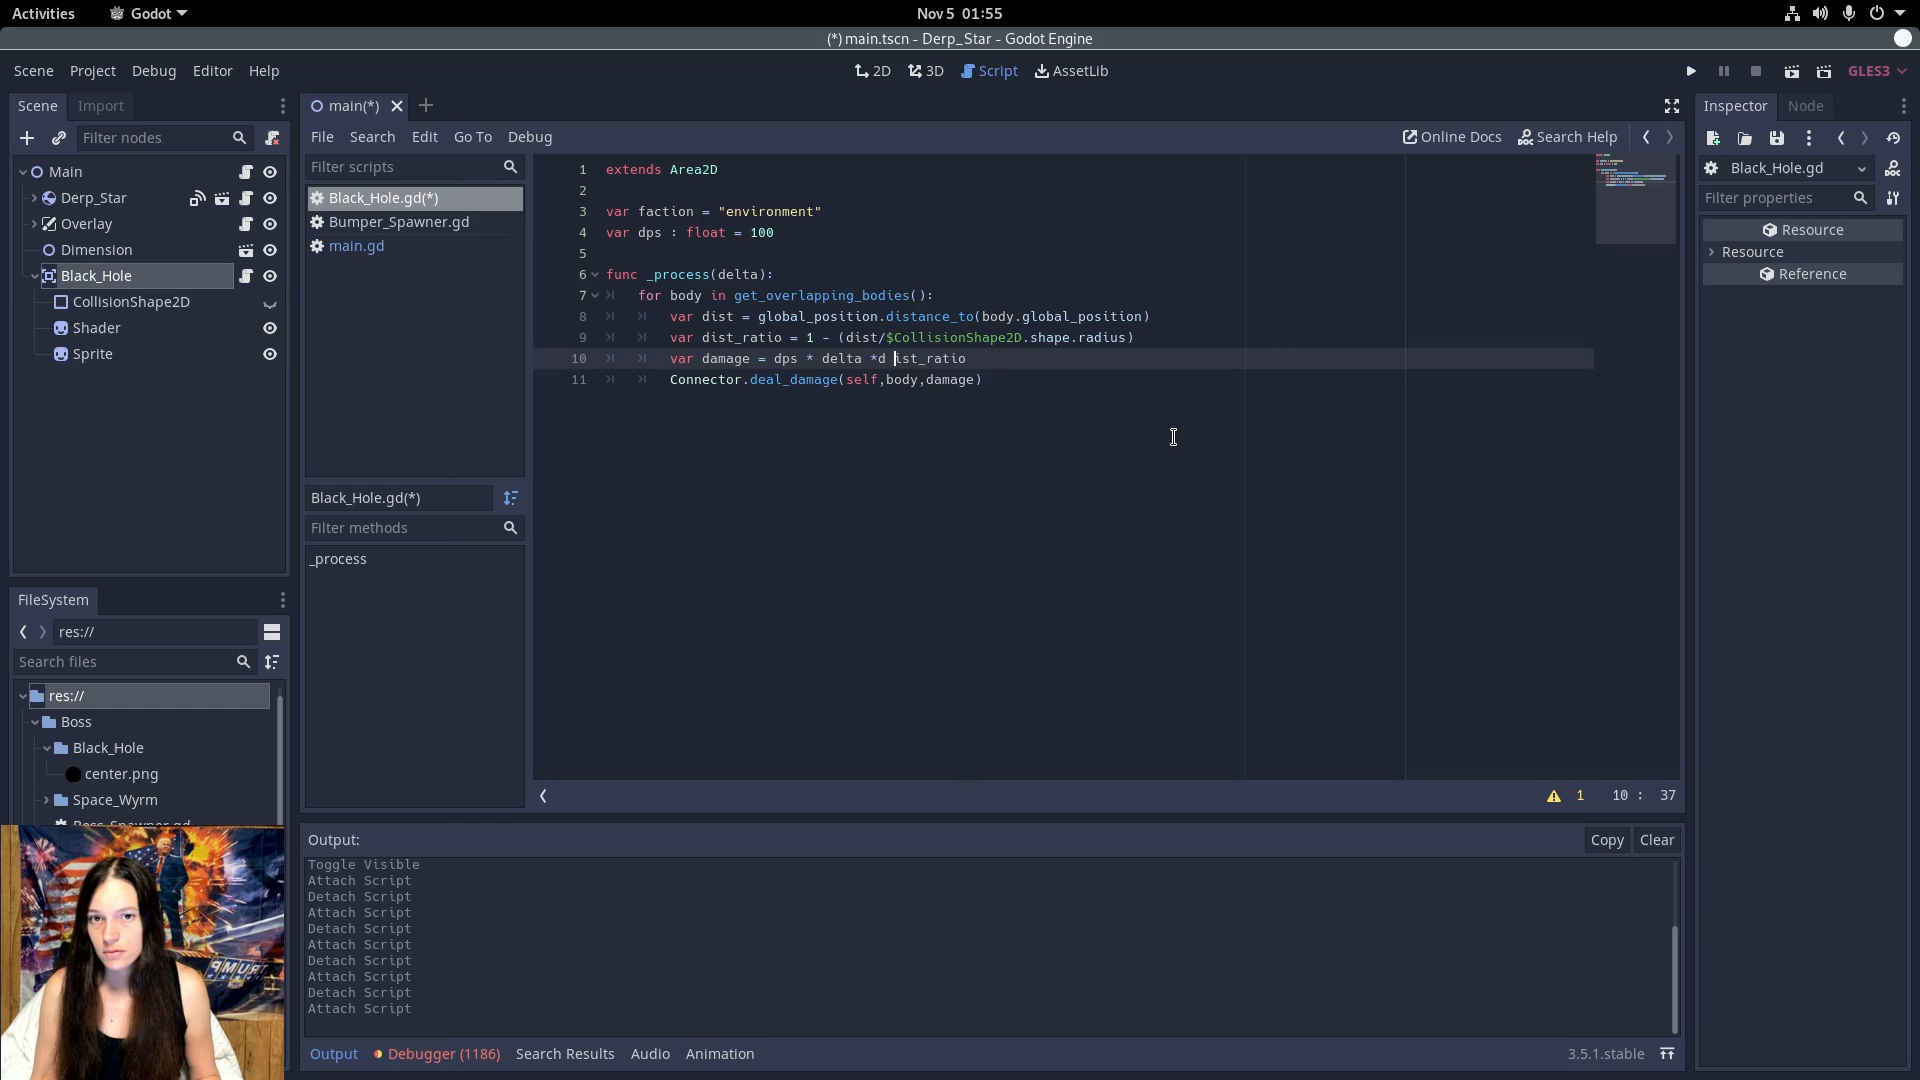 Activities
Godot
Nov 5 01:55
(*) main.tscn - Derp_Star - Godot Engine
Scene Project Debug Editor Help
2D 3D Script AssetLib
GLES3
Scene Import
Filter nodes
Main
Derp_Star
Overlay
Dimension
Black_Hole
CollisionShape2D
Shader
Sprite
FileSystem
res://
Search files
res://
Boss
Black_Hole
center.png
Space_Wyrm
Boss_Spawner.gd
main(*)
File Search Edit Go To Debug
Online Docs Search Help
Filter scripts
Black_Hole.gd(*)
Bumper_Spawner.gd
main.gd
Black_Hole.gd(*)
Filter methods
_process
1 extends Area2D
2
3 var faction = "environment"
4 var dps : float = 100
5
6 func _process(delta):
7 for body in get_overlapping_bodies():
8 var dist = global_position.distance_to(body.global_position)
9 var dist_ratio = 1 - (dist/$CollisionShape2D.shape.radius)
10 var damage = dps * delta *d ist_ratio
11 Connector.deal_damage(self,body,damage)
1 10 : 37
Output:
Copy Clear
Toggle Visible
Attach Script
Detach Script
Attach Script
Detach Script
Attach Script
Detach Script
Attach Script
Detach Script
Attach Script
Output Debugger (1186) Search Results Audio Animation
3.5.1.stable
Inspector Node
Black_Hole.gd
Filter properties
Resource
Resource
Reference
TRUMP